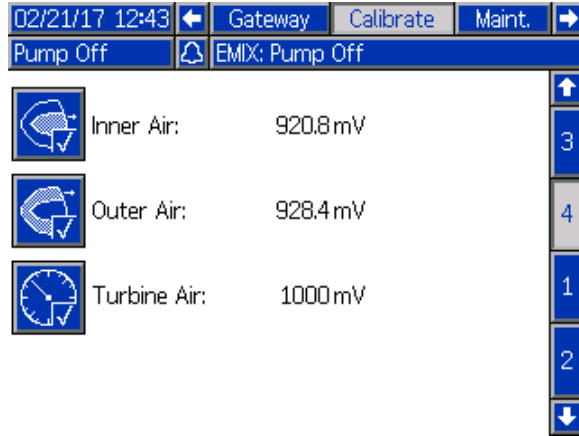 02/21/17 12:43 Gateway Calibrate Maint.
Pump Off EMIX: Pump Off
Inner Air: 920.8 mV
3
Outer Air: 928.4 mV
4
Turbine Air: 1000 mV
1
2